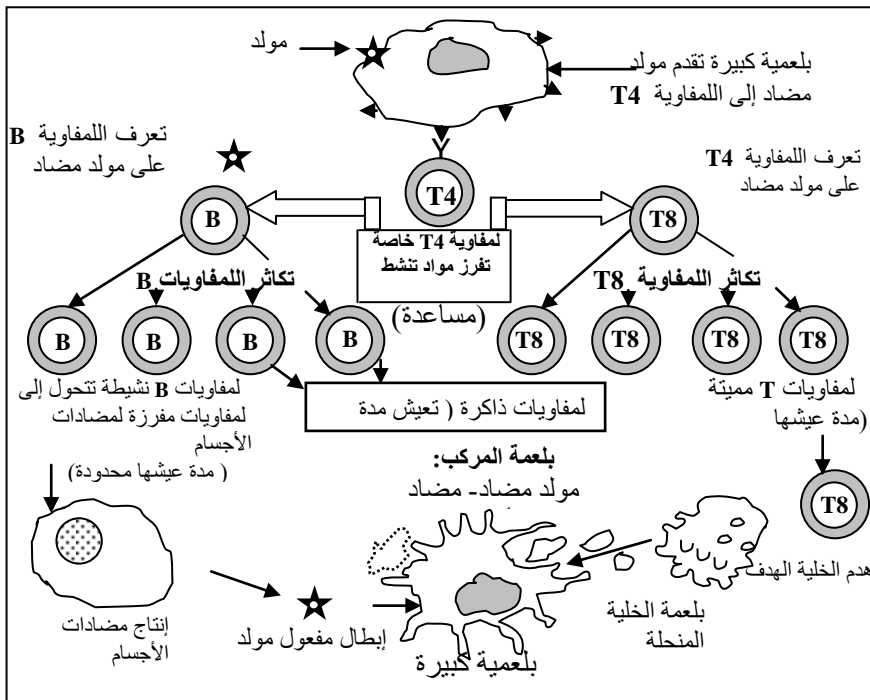 مولد
بلعمية كبيرة تقدم مولد
مضاد إلى اللمفاوية T4
تعرف اللمفاوية B
على مولد مضاد
تعرف اللمفاوية T4
على مولد مضاد
T4
B
T8
لمفاوية T4 خاصة
تفرز مواد تنشط
(مساعدة)
تكاثر اللمفاويات B
تكاثر اللمفاوية T8
B
B
B
B
T8
T8
T8
T8
لمفاويات B نشيطة تتحول إلى
لمفاويات مفرزة لمضادات
الأجسام
( مدة عيشها محدودة)
لمفاويات ذاكرة ( تعيش مدة
لمفاويات T مميتة
(مدة عيشها
بلعمة المركب:
مولد مضاد- مضاد
T8
هدم الخلية الهدف
بلعمة الخلية
المنحلة
إنتاج مضادات
الأجسام
إبطال مفعول مولد
بلعمية كبيرة